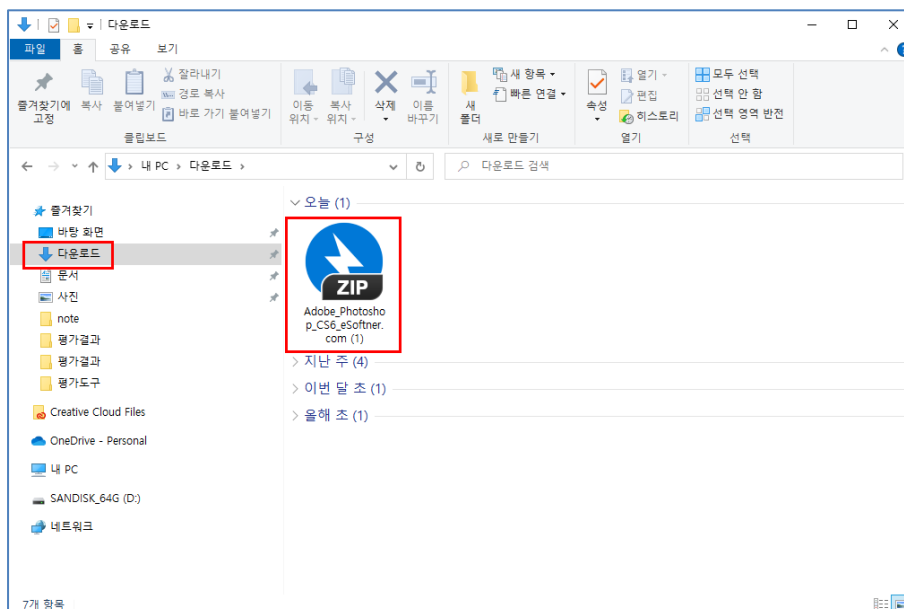 다운로드
파일 홈 공유 보기
즐겨찾기에
고정
복사
붙여넣기
잘라내기
경로 복사
바로 가기 붙여넣기
클립보드
이동
위치
복사
위치
삭제
이름
바꾸기
구성
새
폴더
새 항목
빠른 연결
새로 만들기
속성
열기
편집
히스토리
열기
모두 선택
선택 안 함
선택 영역 반전
선택
내 PC > 다운로드 >
다운로드 검색
즐겨찾기
바탕 화면
다운로드
문서
사진
note
평가결과
평가결과
평가도구
Creative Cloud Files
OneDrive - Personal
내 PC
SANDISK_64G (D:)
네트워크
오늘 (1)
ZIP
Adobe_Photosho
p_CS6_eSoftner.
com (1)
지난 주 (4)
이번 달 초 (1)
올해 초 (1)
7개 항목